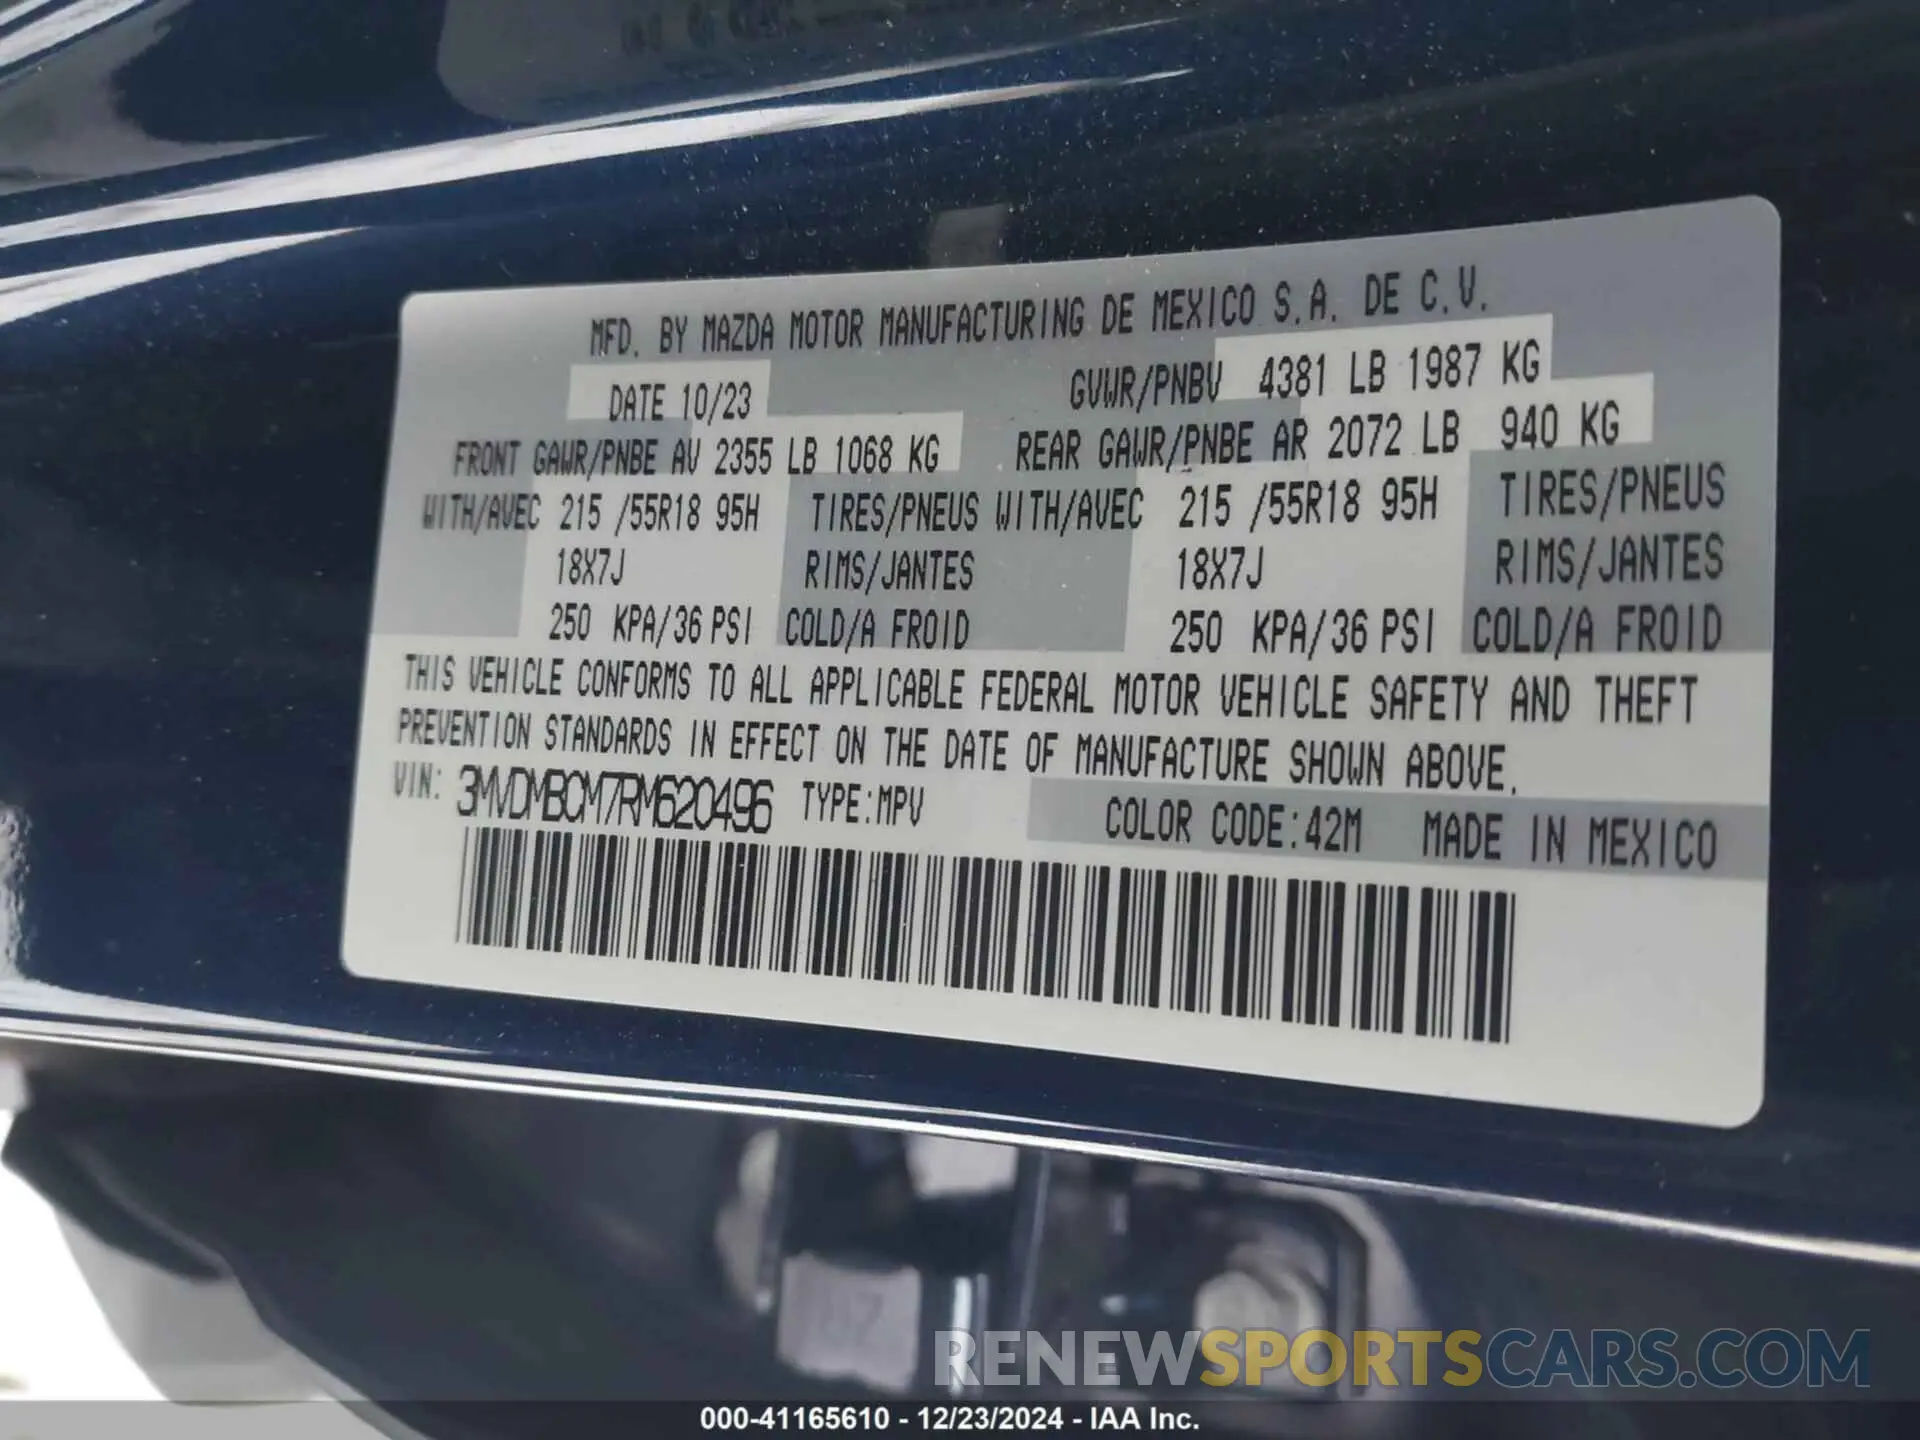 MFD. BY MAZDA MOTOR MANUFACTURING DE MEXICO S.A. DE C.V.
DATE 10/23 GVWR/PNBV 4381 LB 1987 KG
FRONT GAWR/PNBE AV 2355 LB 1068 KG REAR GAWR/PNBE AR 2072 LB 940 KG
WITH/AVEC 215 /55R18 95H TIRES/PNEUS WITH/AVEC 215 /55R18 95H TIRES/PNEUS
18X7J RIMS/JANTES 18X7J RIMS/JANTES
250 KPA/36 PSI COLD/A FROID 250 KPA/36 PSI COLD/A FROID
THIS VEHICLE CONFORMS TO ALL APPLICABLE FEDERAL MOTOR VEHICLE SAFETY AND THEFT
PREVENTION STANDARDS IN EFFECT ON THE DATE OF MANUFACTURE SHOWN ABOVE.
VIN: 3MVDMBCM7RM620496 TYPE:MPV COLOR CODE:42M MADE IN MEXICO
RENEWSPORTSCARS.COM
000-41165610 - 12/23/2024 - IAA Inc.